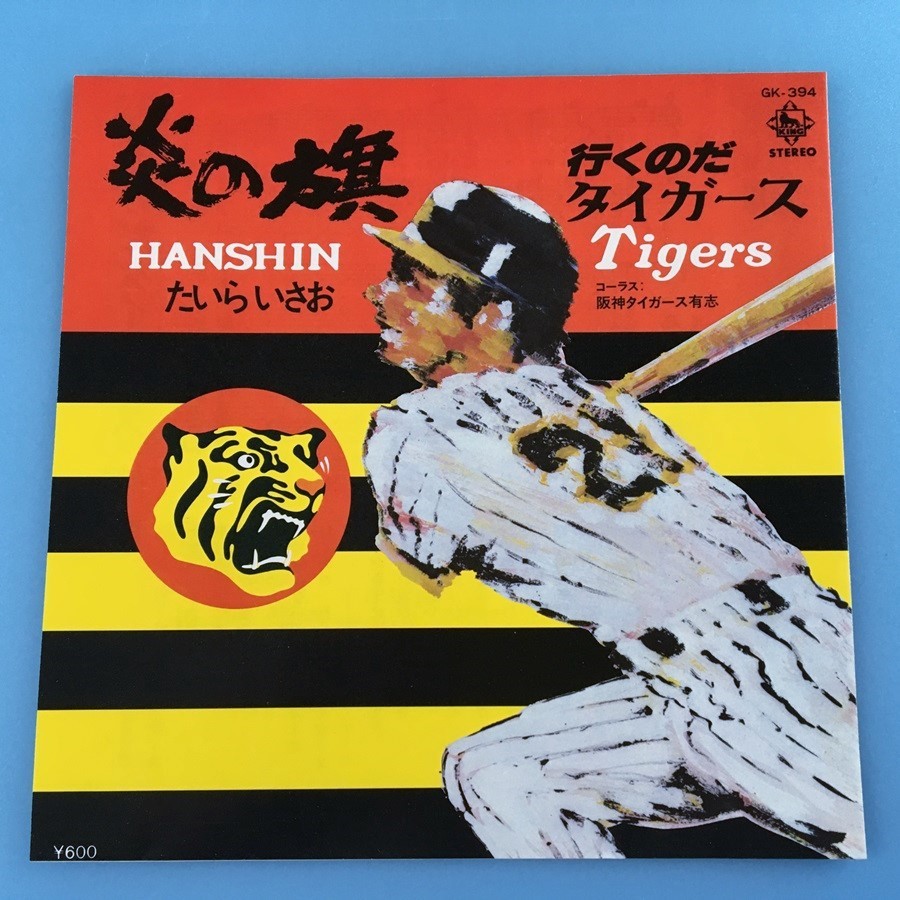 GK-394
KING
STEREO
炎の旗
HANSHIN
たいらいさお
行くのだ
タイガース
Tigers
コーラス:
阪神タイガース有志
¥600